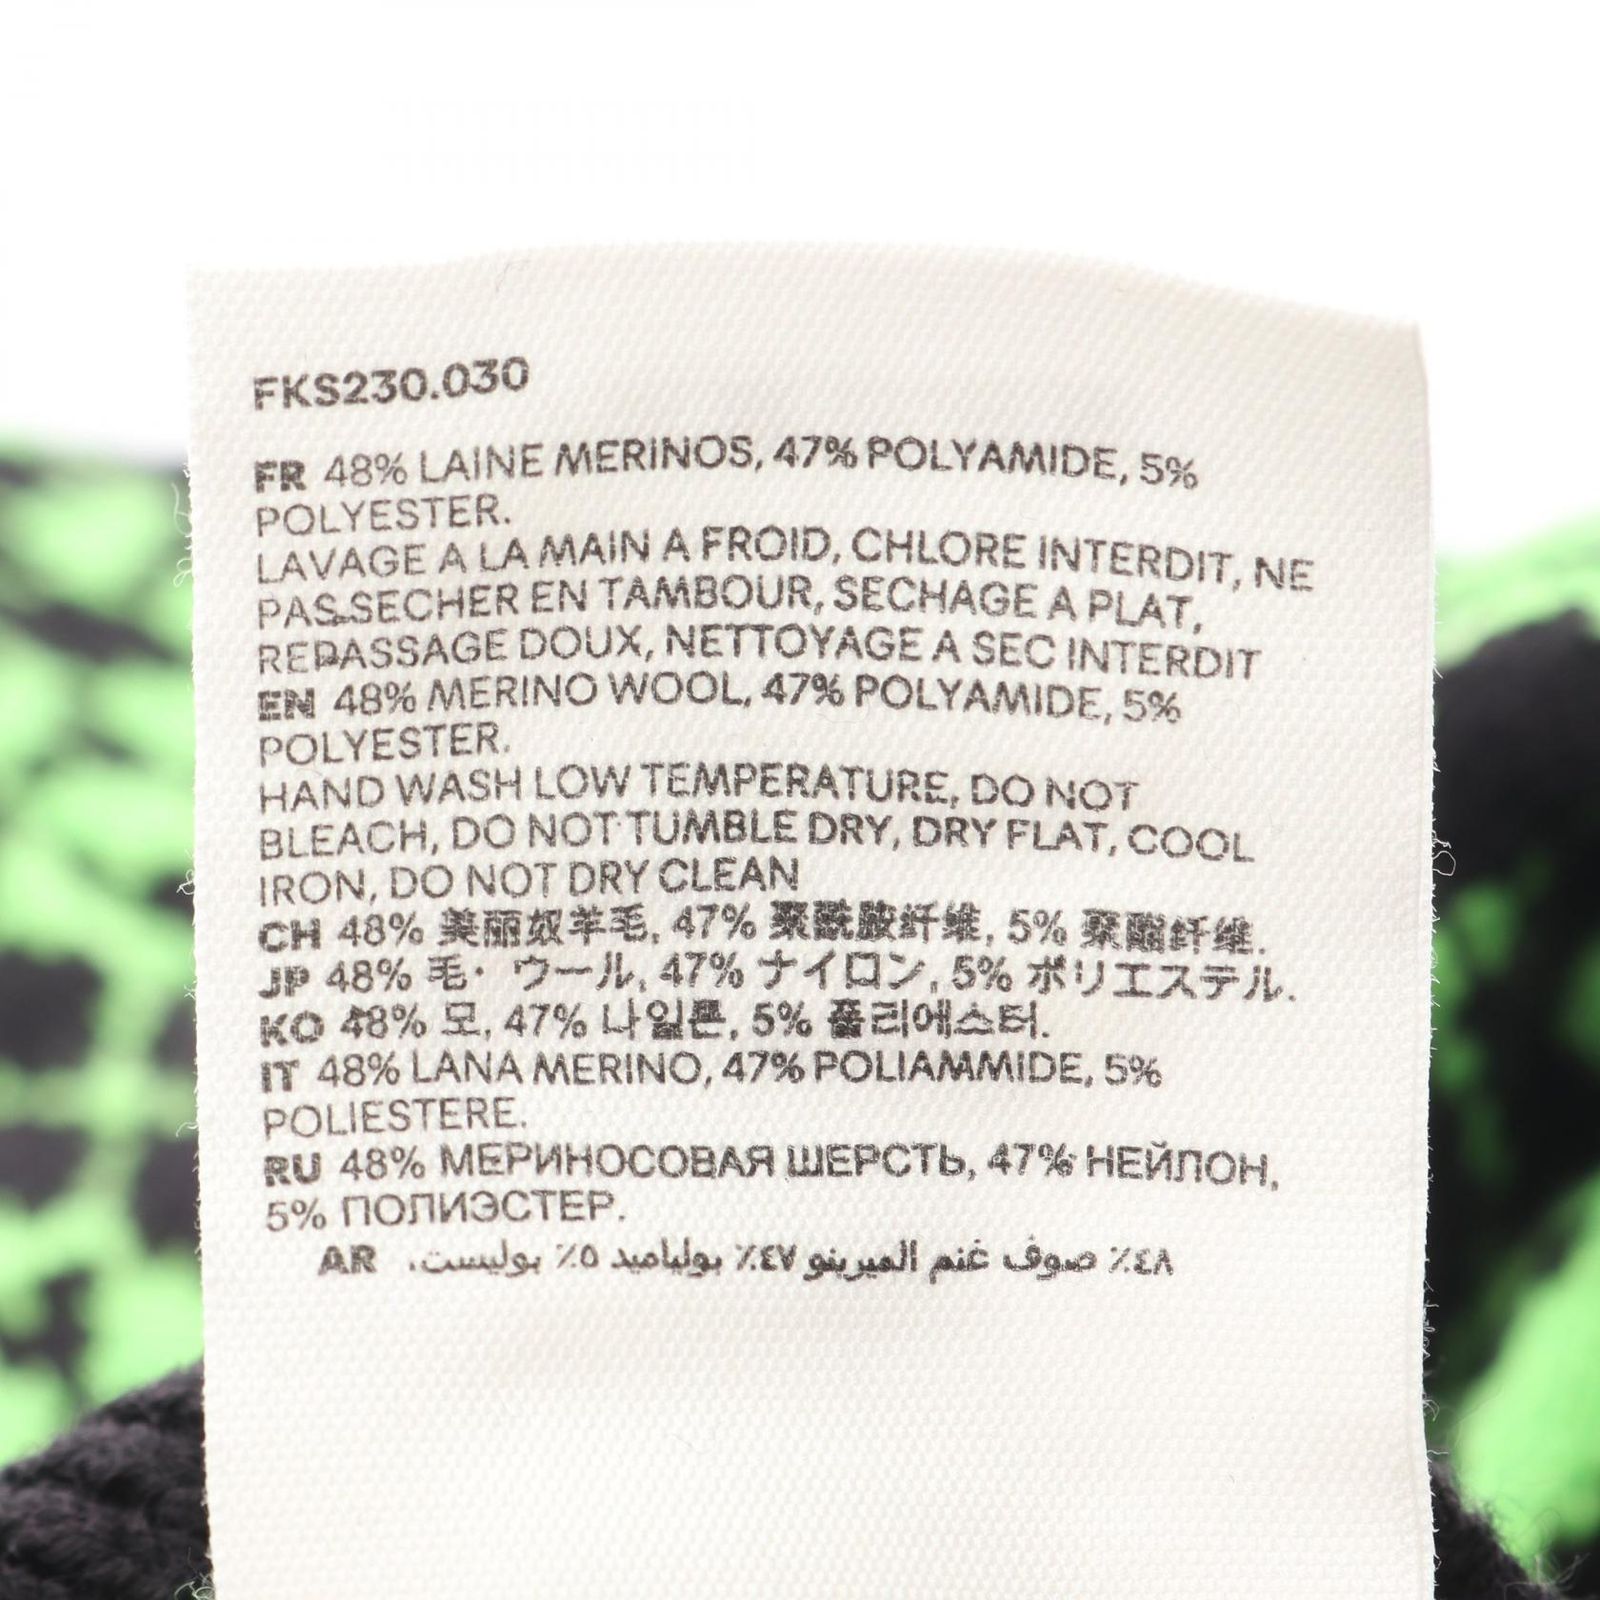 FKS230.030
FR 48% LAINE MERINOS, 47% POLYAMIDE, 5%
POLYESTER.
LAVAGE A LA MAIN A FROID, CHLORE INTERDIT, NE
PAS SECHER EN TAMBOUR, SECHAGE A PLAT,
REPASSAGE DOUX, NETTOYAGE A SEC INTERDIT
EN 48% MERINO WOOL, 47% POLYAMIDE, 5%
POLYESTER.
HAND WASH LOW TEMPERATURE, DO NOT
BLEACH, DO NOT TUMBLE DRY, DRY FLAT, COOL
IRON, DO NOT DRY CLEAN
CH 48% 美丽奴羊毛, 47% 聚酰胺纤维, 5% 聚酯纤维.
JP 48% 毛・ウール, 47% ナイロン, 5% ポリエステル.
KO 48% 모, 47% 나일론, 5% 폴리에스터.
IT 48% LANA MERINO, 47% POLIAMMIDE, 5%
POLIESTERE.
RU 48% МЕРИНОСОВАЯ ШЕРСТЬ, 47% НЕЙЛОН,
5% ПОЛИЭСТЕР.
AR ٤٨٪ صوف غنم الميرينو ٤٧٪ بولياميد ٥٪ بوليست.